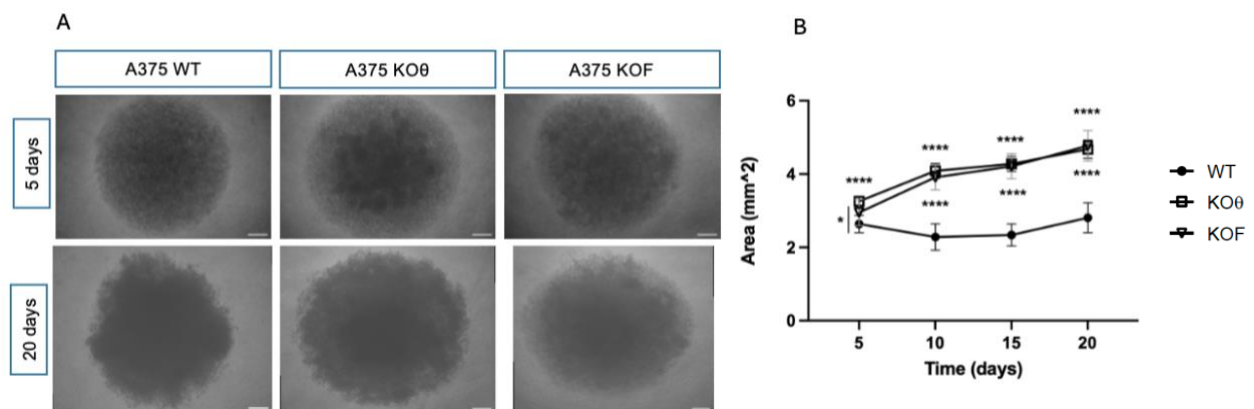 A
A375 WT
A375 KOθ
A375 KOF
5 days
20 days
B
Area (mm^2)
6
4
2
0
****
****
****
****
*
****
****
****
5
10
15
20
Time (days)
WT
KOθ
KOF